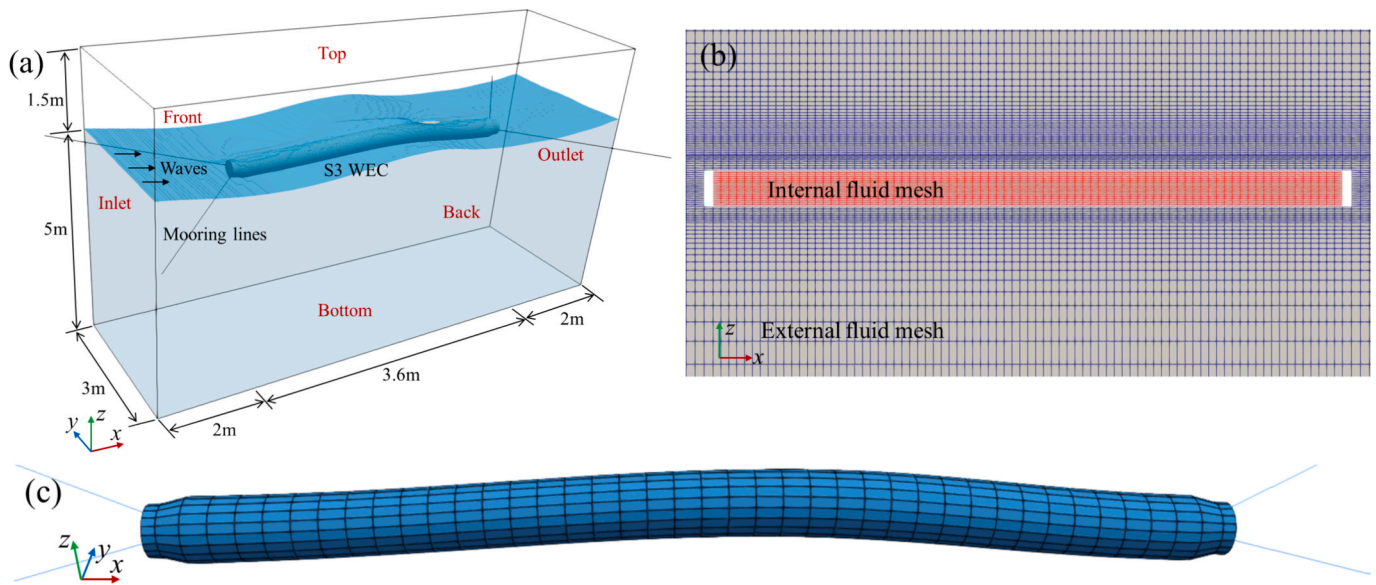 (a)
Top
1.5m
Front
Waves
S3 WEC
Outlet
Inlet
Back
5m
Mooring lines
Bottom
2m
3.6m
3m
2m
z
y
x
(b)
Internal fluid mesh
z
External fluid mesh
x
(c)
z
y
x